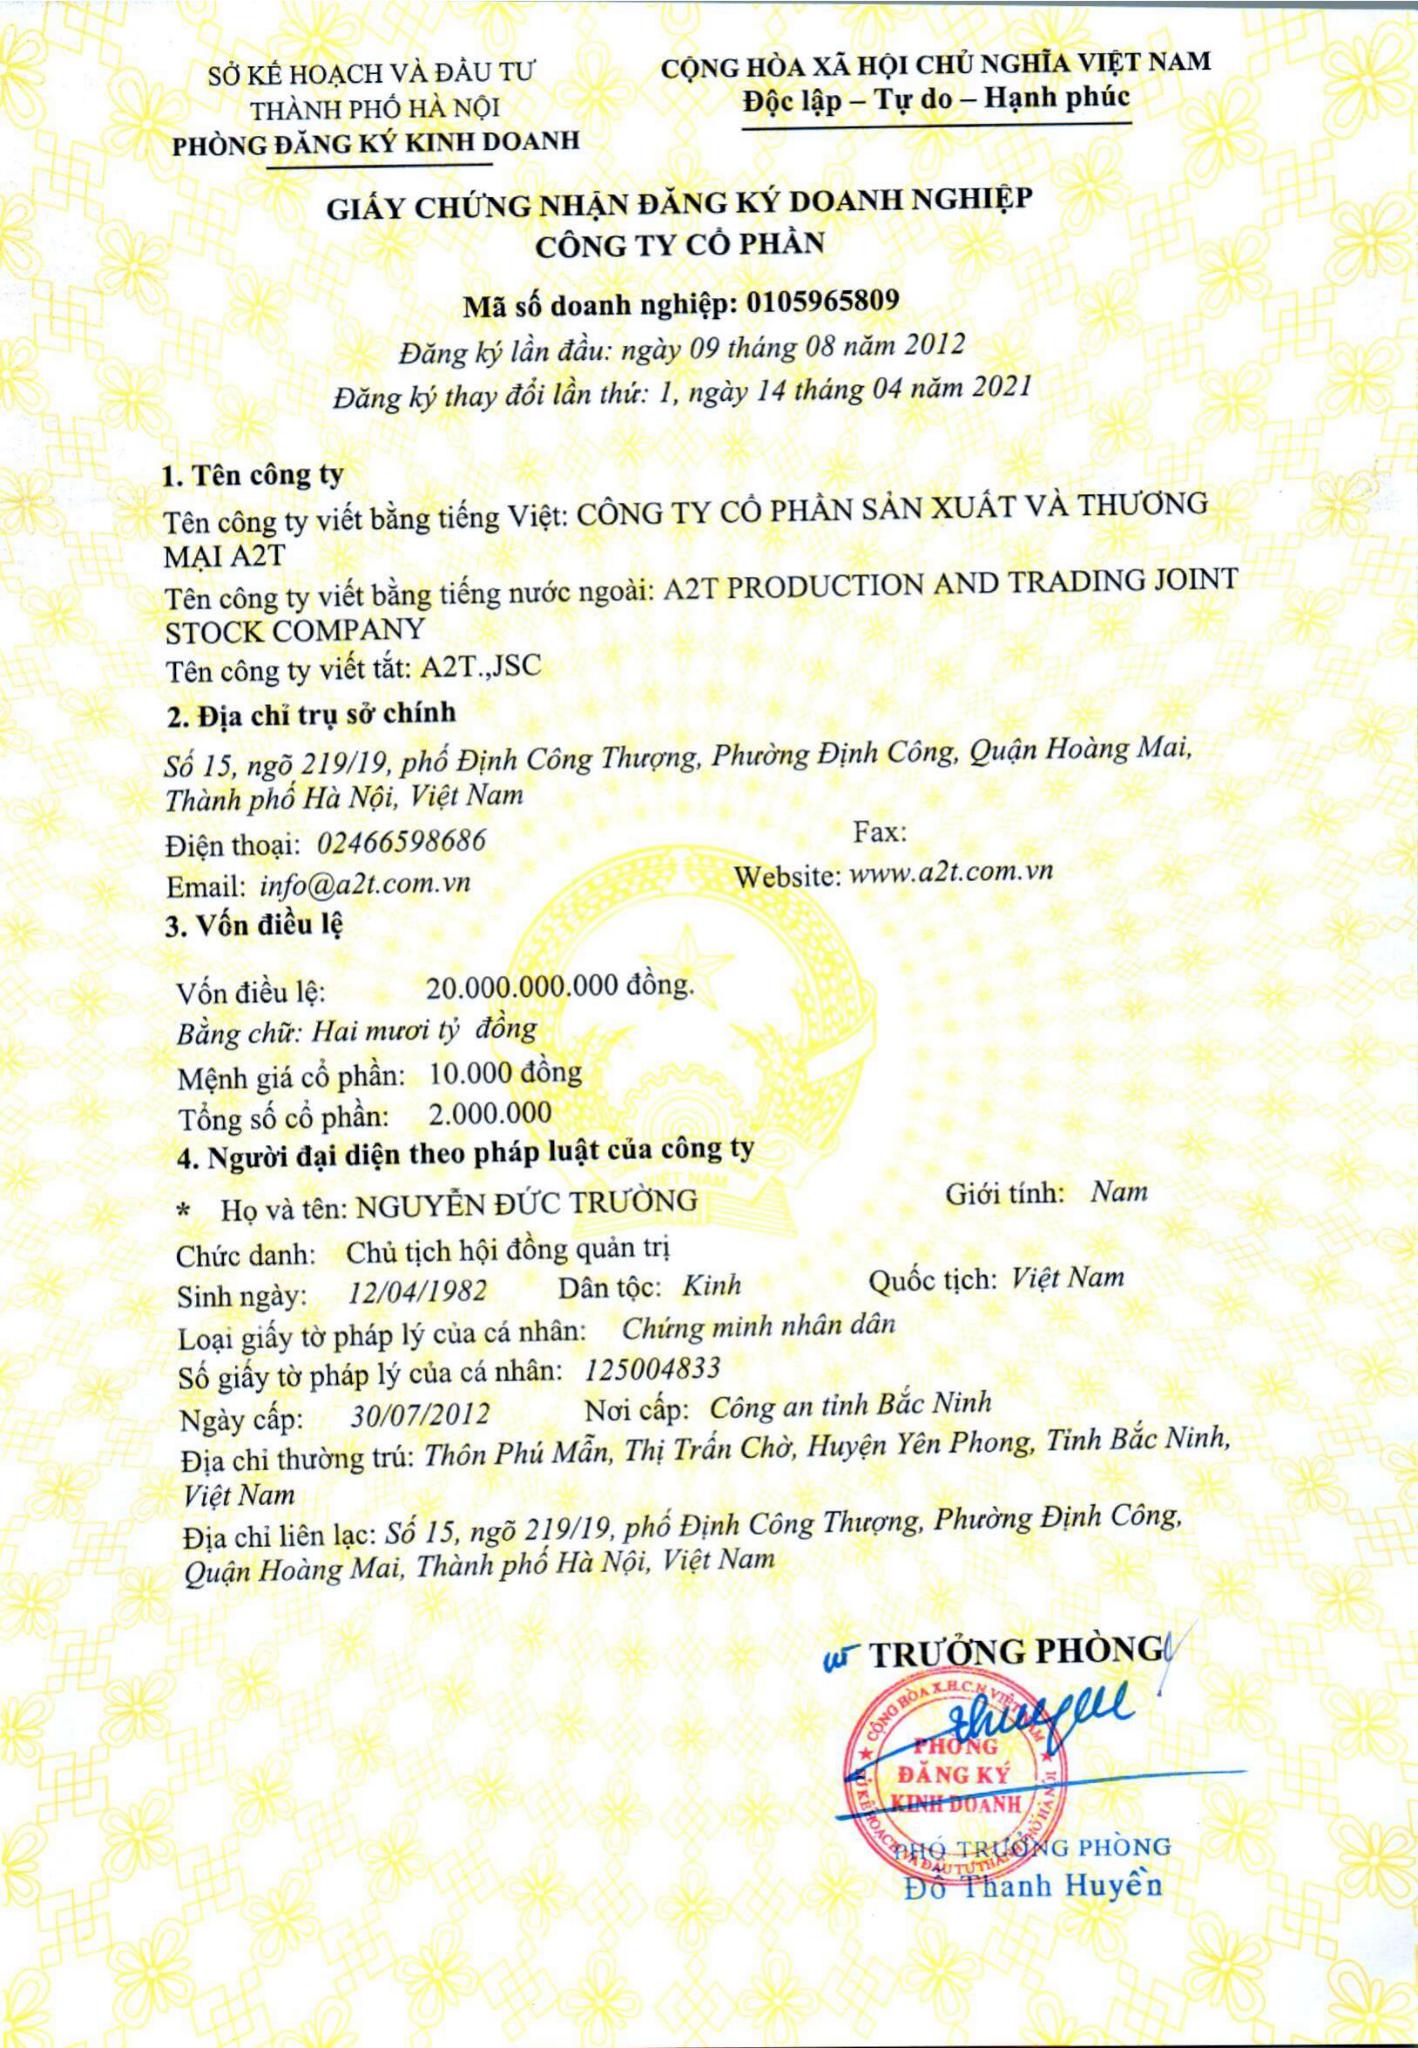 SỞ KẾ HOẠCH VÀ ĐẦU TƯ
THÀNH PHỐ HÀ NỘI
PHÒNG ĐĂNG KÝ KINH DOANH
CỘNG HÒA XÃ HỘI CHỦ NGHĨA VIỆT NAM
Độc lập – Tự do – Hạnh phúc
GIẤY CHỨNG NHẬN ĐĂNG KÝ DOANH NGHIỆP
CÔNG TY CỔ PHẦN
Mã số doanh nghiệp: 0105965809
Đăng ký lần đầu: ngày 09 tháng 08 năm 2012
Đăng ký thay đổi lần thứ: 1, ngày 14 tháng 04 năm 2021
1. Tên công ty
Tên công ty viết bằng tiếng Việt: CÔNG TY CỔ PHẦN SẢN XUẤT VÀ THƯƠNG
MẠI A2T
Tên công ty viết bằng tiếng nước ngoài: A2T PRODUCTION AND TRADING JOINT
STOCK COMPANY
Tên công ty viết tắt: A2T.,JSC
2. Địa chỉ trụ sở chính
Số 15, ngõ 219/19, phố Định Công Thượng, Phường Định Công, Quận Hoàng Mai,
Thành phố Hà Nội, Việt Nam
Điện thoại: 02466598686 Fax:
Email: info@a2t.com.vn Website: www.a2t.com.vn
3. Vốn điều lệ
Vốn điều lệ: 20.000.000.000 đồng.
Bằng chữ: Hai mươi tỷ đồng
Mệnh giá cổ phần: 10.000 đồng
Tổng số cổ phần: 2.000.000
4. Người đại diện theo pháp luật của công ty
* Họ và tên: NGUYỄN ĐỨC TRƯỜNG Giới tính: Nam
Chức danh: Chủ tịch hội đồng quản trị
Sinh ngày: 12/04/1982 Dân tộc: Kinh Quốc tịch: Việt Nam
Loại giấy tờ pháp lý của cá nhân: Chứng minh nhân dân
Số giấy tờ pháp lý của cá nhân: 125004833
Ngày cấp: 30/07/2012 Nơi cấp: Công an tỉnh Bắc Ninh
Địa chỉ thường trú: Thôn Phú Mẫn, Thị Trấn Chờ, Huyện Yên Phong, Tỉnh Bắc Ninh,
Việt Nam
Địa chỉ liên lạc: Số 15, ngõ 219/19, phố Định Công Thượng, Phường Định Công,
Quận Hoàng Mai, Thành phố Hà Nội, Việt Nam
TRƯỞNG PHÒNG
CỘNG HÒA X.H.C.N VIỆT NAM
PHÒNG
ĐĂNG KÝ
KINH DOANH
SỞ KẾ HOẠCH VÀ ĐẦU TƯ THÀNH PHỐ HÀ NỘI
PHÓ TRƯỞNG PHÒNG
Đỗ Thanh Huyền